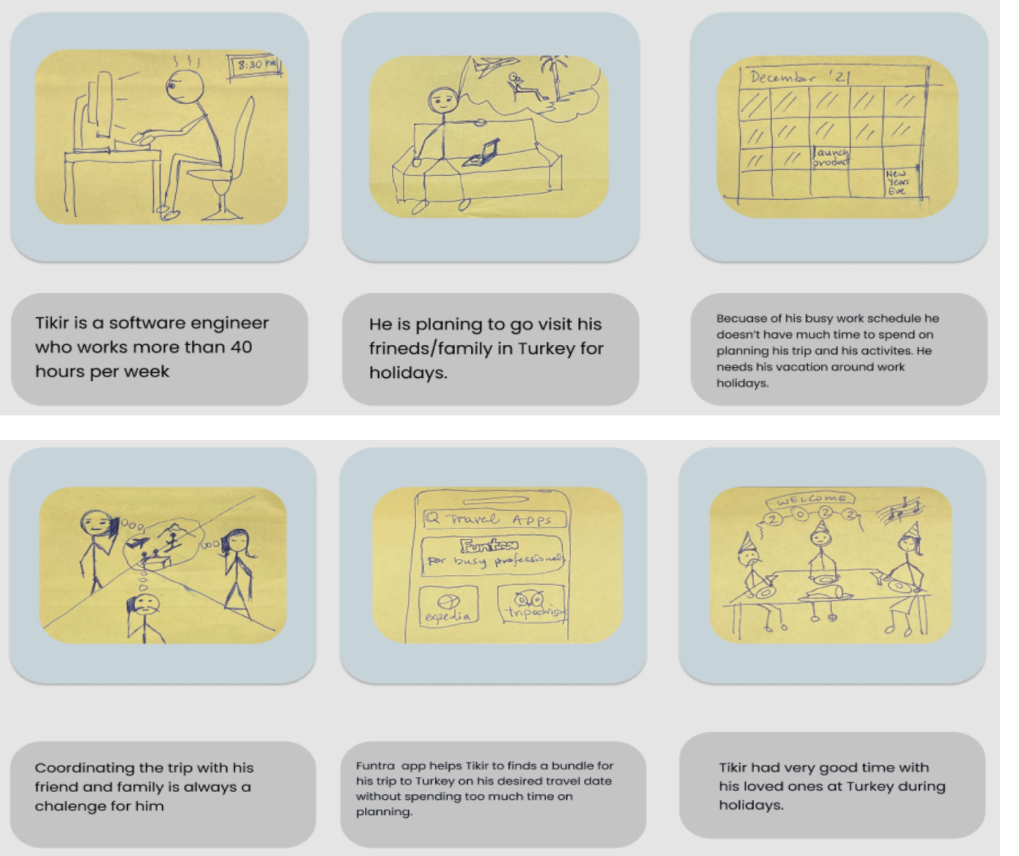 8:30 PM
December '21
launch
product
New
Years
Eve
Tikir is a software engineer
who works more than 40
hours per week
He is planing to go visit his
frineds/family in Turkey for
holidays.
Becuase of his busy work schedule he
doesn't have much time to spend on
planning his trip and his activites. He
needs his vacation around work
holidays.
Travel Apps
Funtra
For busy professionals
expedia
tripadvisor
WELCOME
2022
Coordinating the trip with his
friend and family is always a
chalenge for him
Funtra app helps Tikir to finds a bundle for
his trip to Turkey on his desired travel date
without spending too much time on
planning.
Tikir had very good time with
his loved ones at Turkey during
holidays.